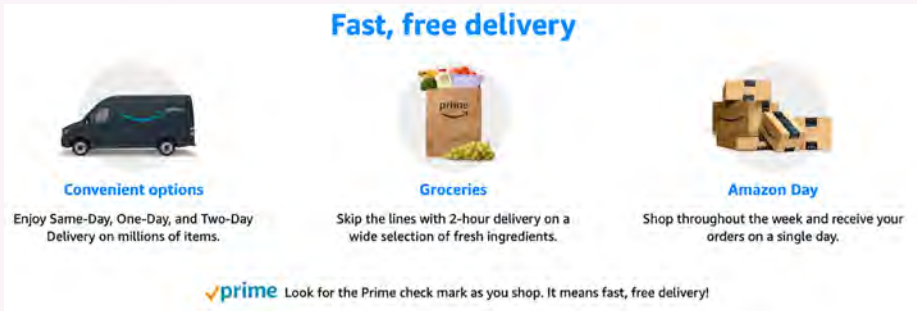 Fast, free delivery
prime
Convenient options
Groceries
Amazon Day
Enjoy Same-Day, One-Day, and Two-Day
Delivery on millions of items.
Skip the lines with 2-hour delivery on a
wide selection of fresh ingredients.
Shop throughout the week and receive your
orders on a single day.
prime Look for the Prime check mark as you shop. It means fast, free delivery!